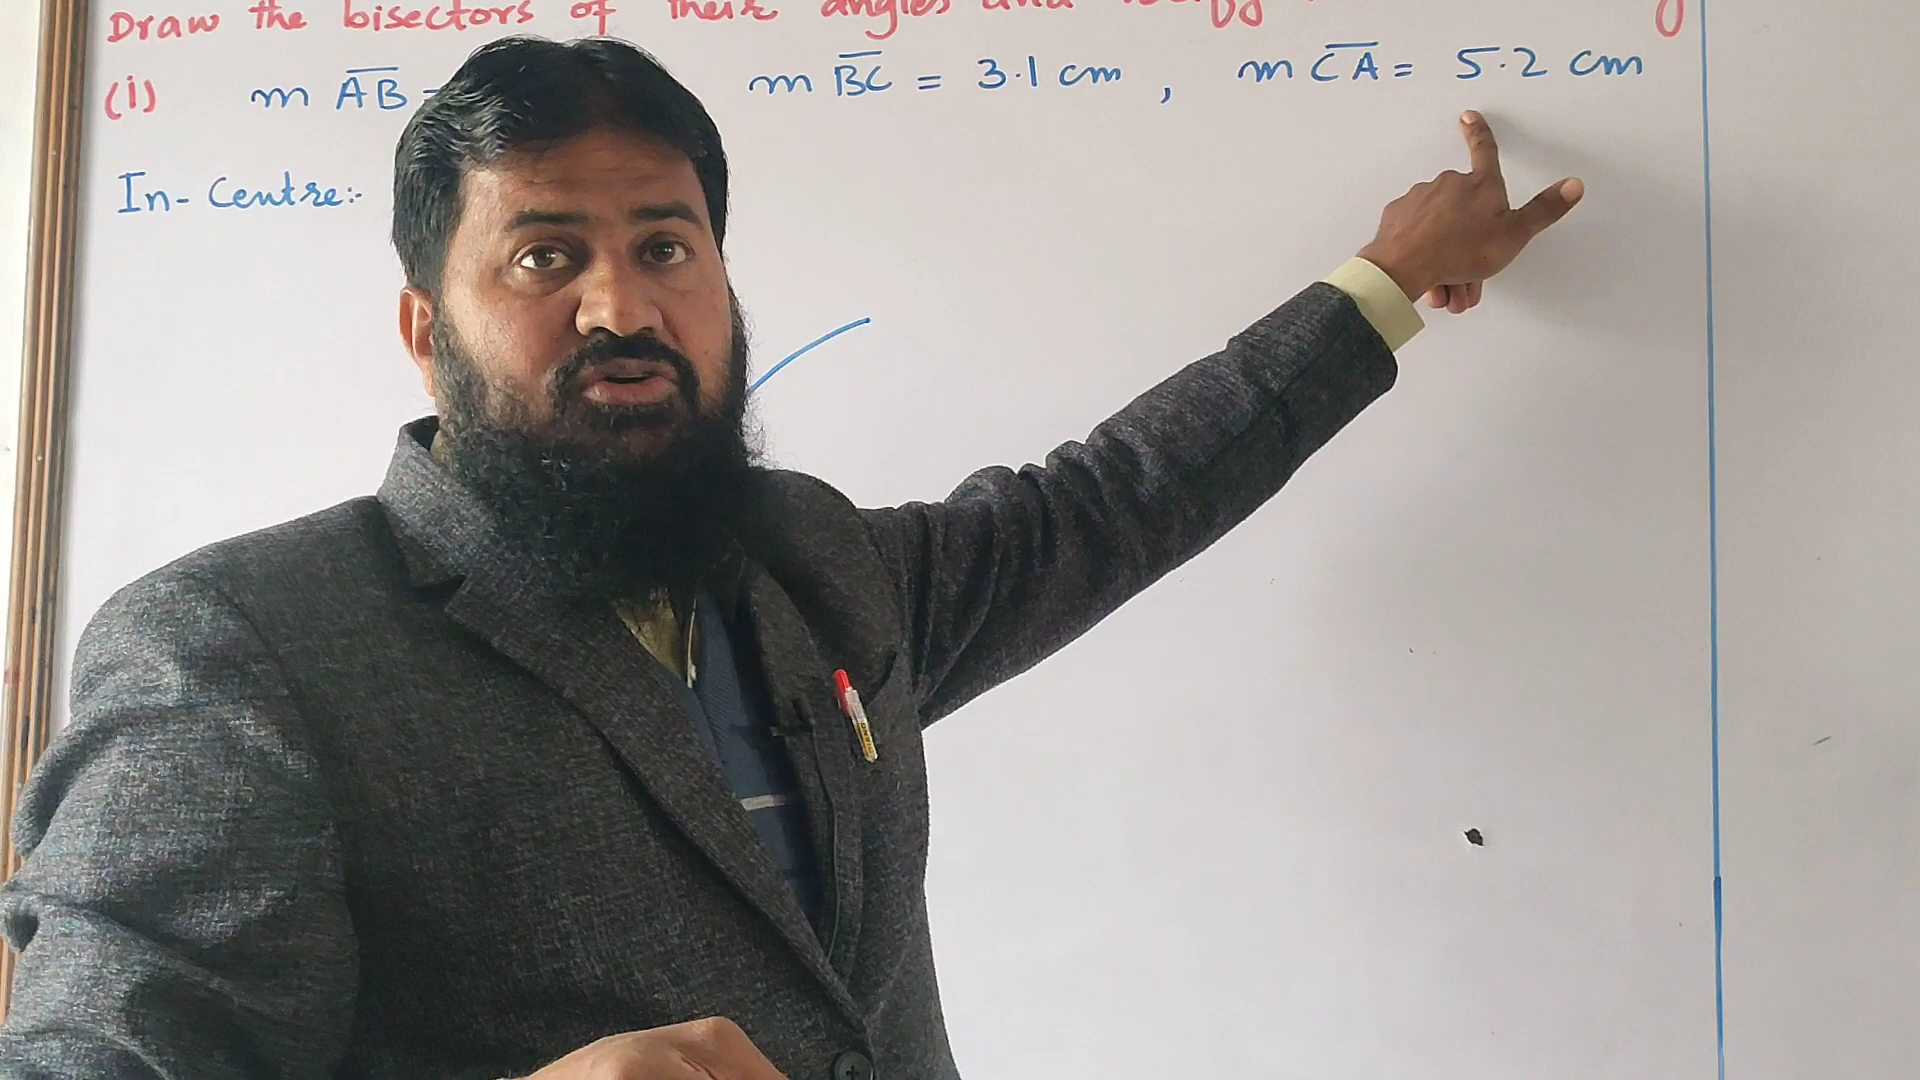 Draw the bisectors of their angles and
(i) m AB = m BC = 3.1 cm , m CA = 5.2 cm
In-Centre:-